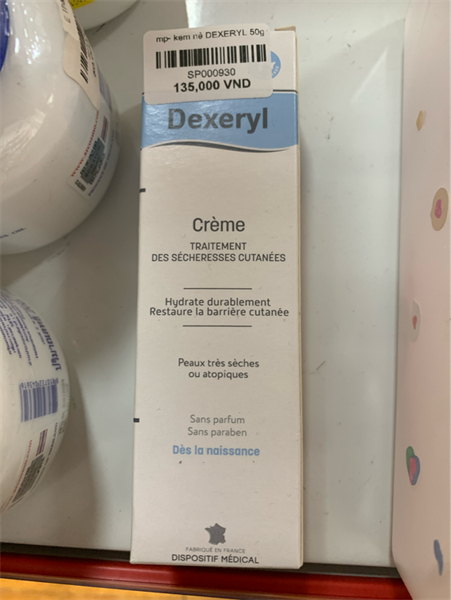 mp- kem nẻ DEXERYL 50g
SP000930
135,000 VND
Dexeryl
Crème
TRAITEMENT
DES SÉCHERESSES CUTANÉES
Hydrate durablement
Restaure la barrière cutanée
Peaux très sèches
ou atopiques
Sans parfum
Sans paraben
Dès la naissance
FABRIQUÉ EN FRANCE
DISPOSITIF MÉDICAL